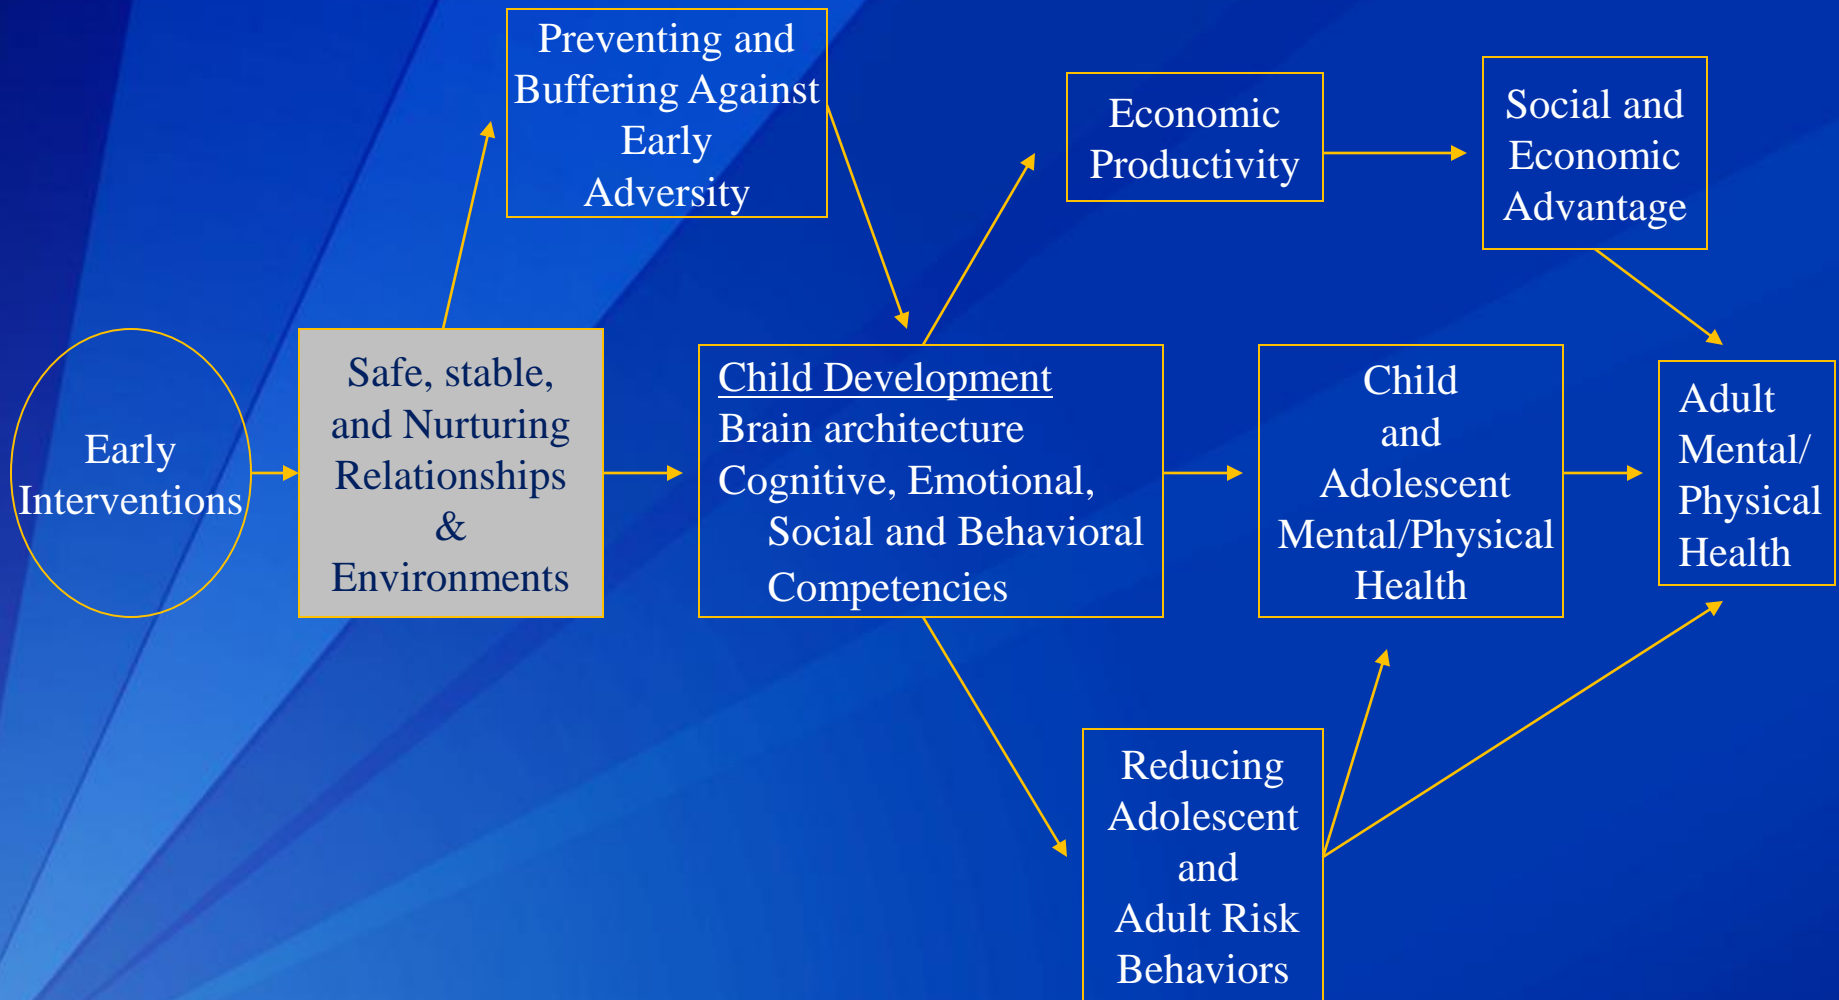 Preventing and
Buffering Against
Early
Adversity
Economic
Productivity
Social and
Economic
Advantage
Early
Interventions
Safe, stable,
and Nurturing
Relationships
&
Environments
Child Development
Brain architecture
Cognitive, Emotional,
Social and Behavioral
Competencies
Child
and
Adolescent
Mental/Physical
Health
Adult
Mental/
Physical
Health
Reducing
Adolescent
and
Adult Risk
Behaviors